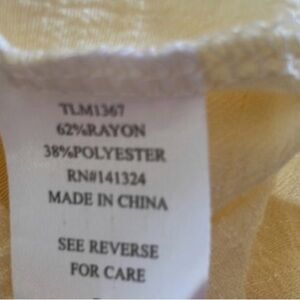 TLM1367
62%RAYON
38%POLYESTER
RN#141324
MADE IN CHINA
SEE REVERSE
FOR CARE